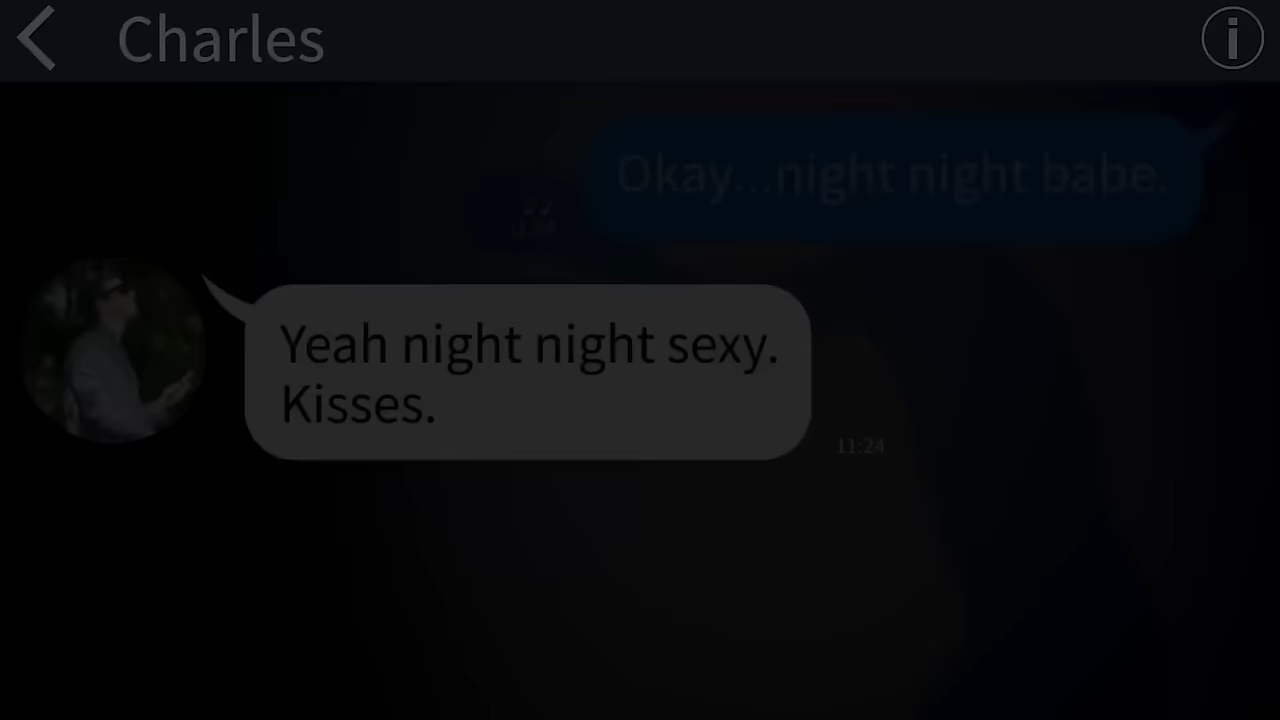 Charles
Okay...night night babe.
Yeah night night sexy.
Kisses.
11:24